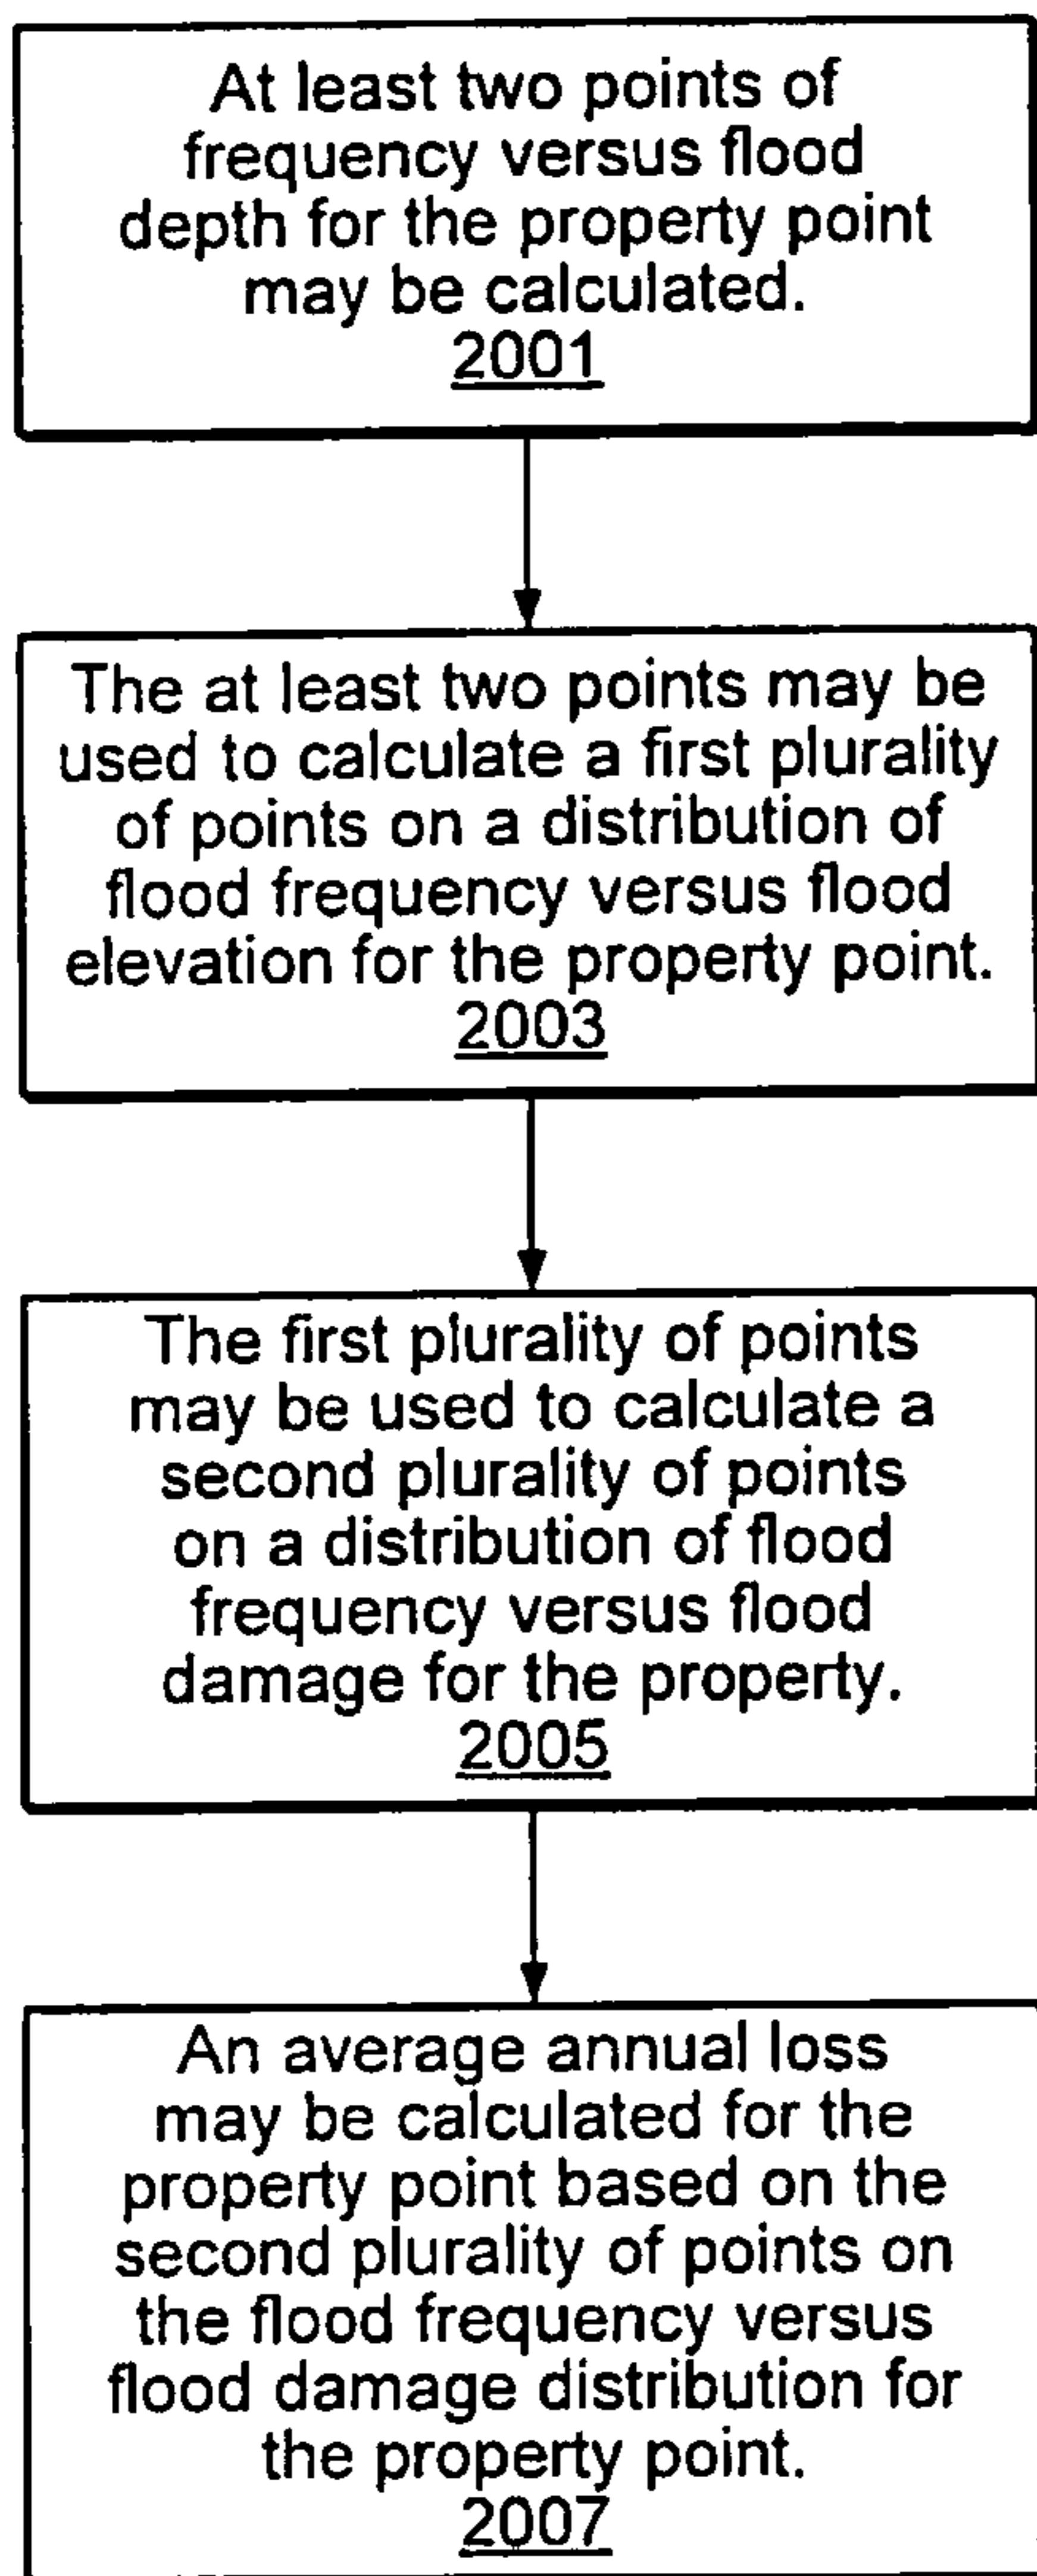 At least two points of
frequency versus flood
depth for the property point
may be calculated.
2001
The at least two points may be
used to calculate a first plurality
of points on a distribution of
flood frequency versus flood
elevation for the property point.
2003
The first plurality of points
may be used to calculate a
second plurality of points
on a distribution of flood
frequency versus flood
damage for the property.
2005
An average annual loss
may be calculated for the
property point based on the
second plurality of points on
the flood frequency versus
flood damage distribution for
the property point.
2007